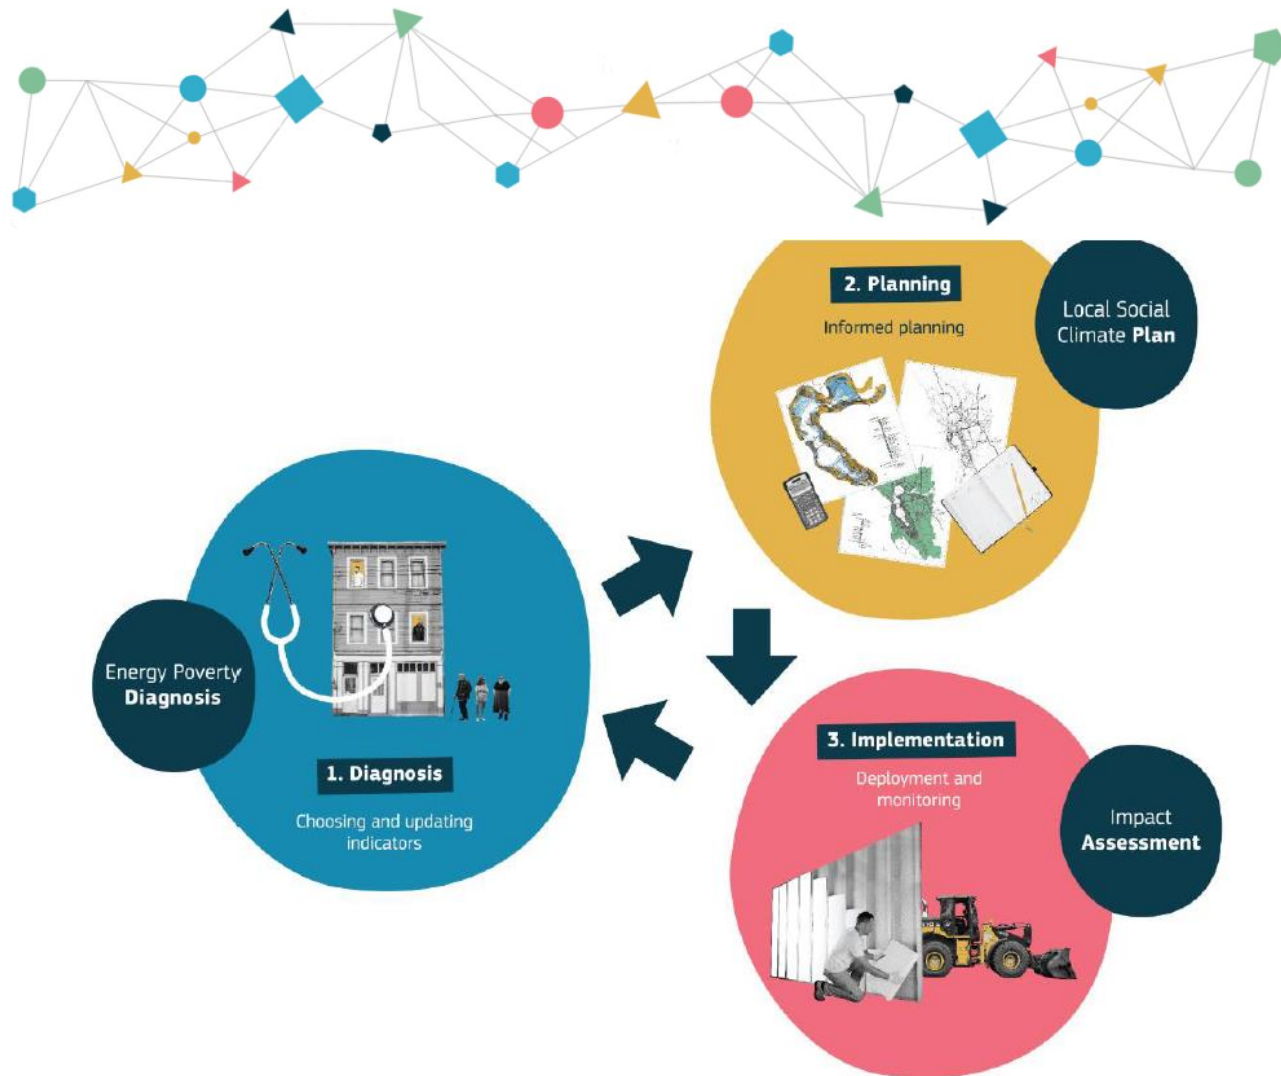 2. Planning
Informed planning
Local Social
Climate Plan
Energy Poverty
Diagnosis
1. Diagnosis
Choosing and updating
indicators
3. Implementation
Deployment and
monitoring
Impact
Assessment